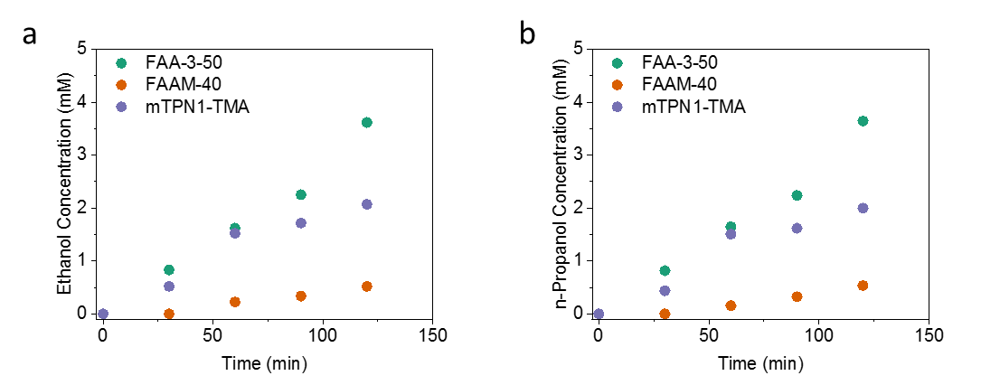 a
5
4
3
2
1
0
Ethanol Concentration (mM)
FAA-3-50
FAAM-40
mTPN1-TMA
0 50 100 150
Time (min)
b
5
4
3
2
1
0
n-Propanol Concentration (mM)
FAA-3-50
FAAM-40
mTPN1-TMA
0 50 100 150
Time (min)